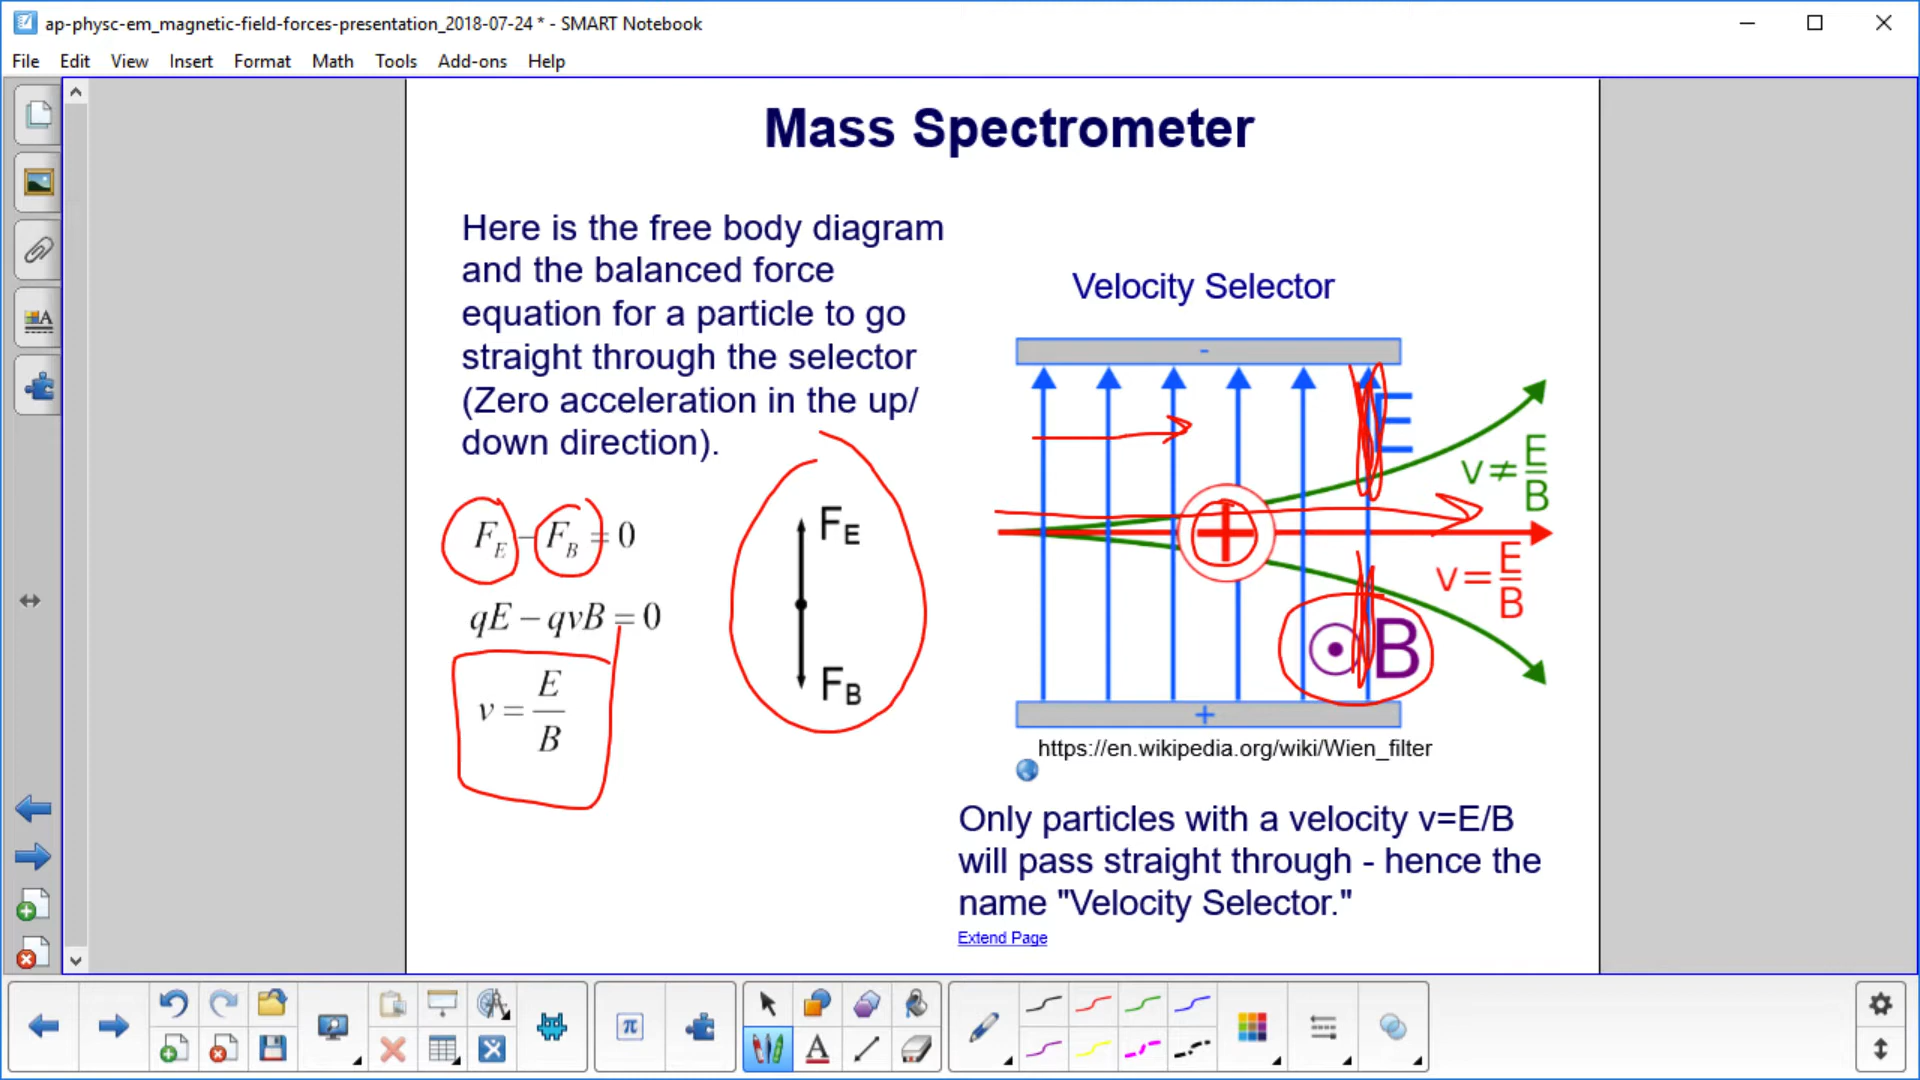 ap-physc-em_magnetic-field-forces-presentation_2018-07-24 * - SMART Notebook
File Edit View Insert Format Math Tools Add-ons Help
Mass Spectrometer
Here is the free body diagram
and the balanced force
equation for a particle to go
straight through the selector
(Zero acceleration in the up/
down direction).
F_E − F_B = 0
qE − qvB = 0
v = E/B
F_E
F_B
Velocity Selector
-
E
v ≠ E/B
+
v = E/B
B
+
https://en.wikipedia.org/wiki/Wien_filter
Only particles with a velocity v=E/B
will pass straight through - hence the
name "Velocity Selector."
Extend Page
π
A